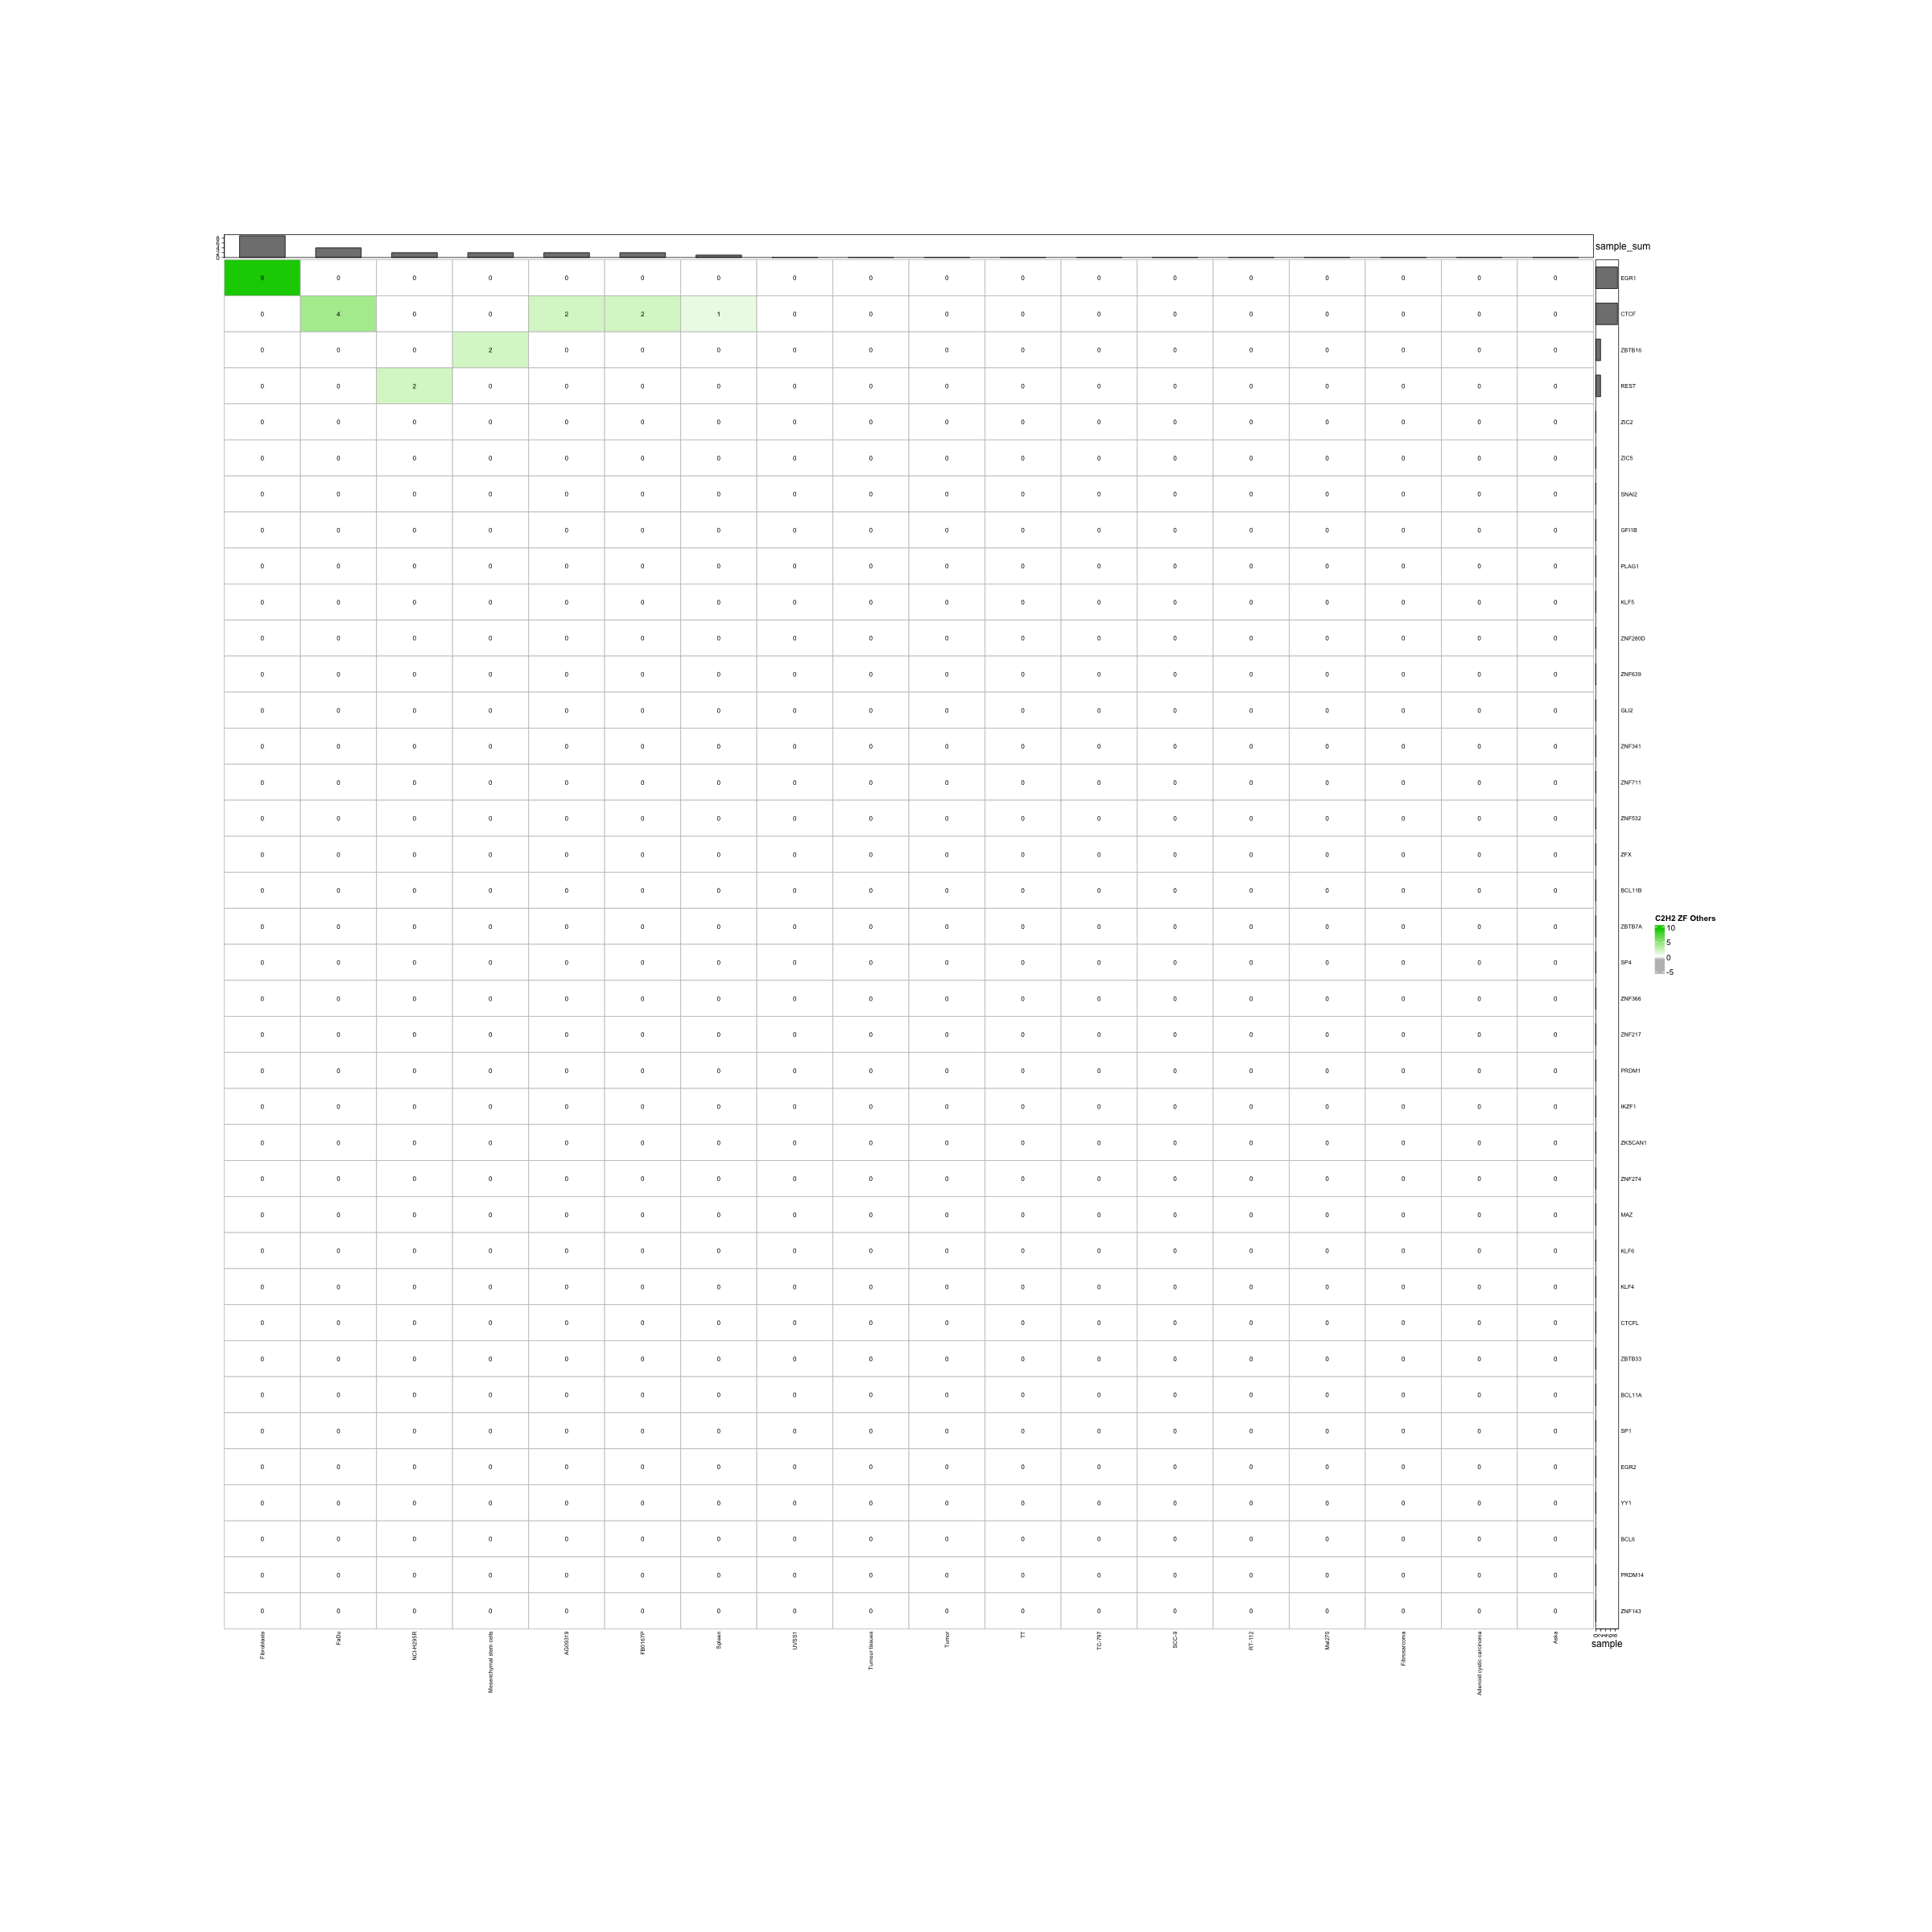 8
6
4
2
0
sample_sum
9 0 0 0 0 0 0 0 0 0 0 0 0 0 0 0 0 0 EGR1
0 4 0 0 2 2 1 0 0 0 0 0 0 0 0 0 0 0 CTCF
0 0 0 2 0 0 0 0 0 0 0 0 0 0 0 0 0 0 ZBTB16
0 0 2 0 0 0 0 0 0 0 0 0 0 0 0 0 0 0 REST
0 0 0 0 0 0 0 0 0 0 0 0 0 0 0 0 0 0 ZIC2
0 0 0 0 0 0 0 0 0 0 0 0 0 0 0 0 0 0 ZIC5
0 0 0 0 0 0 0 0 0 0 0 0 0 0 0 0 0 0 SNAI2
0 0 0 0 0 0 0 0 0 0 0 0 0 0 0 0 0 0 GFI1B
0 0 0 0 0 0 0 0 0 0 0 0 0 0 0 0 0 0 PLAG1
0 0 0 0 0 0 0 0 0 0 0 0 0 0 0 0 0 0 KLF5
0 0 0 0 0 0 0 0 0 0 0 0 0 0 0 0 0 0 ZNF280D
0 0 0 0 0 0 0 0 0 0 0 0 0 0 0 0 0 0 ZNF639
0 0 0 0 0 0 0 0 0 0 0 0 0 0 0 0 0 0 GLI2
0 0 0 0 0 0 0 0 0 0 0 0 0 0 0 0 0 0 ZNF341
0 0 0 0 0 0 0 0 0 0 0 0 0 0 0 0 0 0 ZNF711
0 0 0 0 0 0 0 0 0 0 0 0 0 0 0 0 0 0 ZNF532
0 0 0 0 0 0 0 0 0 0 0 0 0 0 0 0 0 0 ZFX
0 0 0 0 0 0 0 0 0 0 0 0 0 0 0 0 0 0 BCL11B
0 0 0 0 0 0 0 0 0 0 0 0 0 0 0 0 0 0 ZBTB7A
0 0 0 0 0 0 0 0 0 0 0 0 0 0 0 0 0 0 SP4
0 0 0 0 0 0 0 0 0 0 0 0 0 0 0 0 0 0 ZNF366
0 0 0 0 0 0 0 0 0 0 0 0 0 0 0 0 0 0 ZNF217
0 0 0 0 0 0 0 0 0 0 0 0 0 0 0 0 0 0 PRDM1
0 0 0 0 0 0 0 0 0 0 0 0 0 0 0 0 0 0 IKZF1
0 0 0 0 0 0 0 0 0 0 0 0 0 0 0 0 0 0 ZKSCAN1
0 0 0 0 0 0 0 0 0 0 0 0 0 0 0 0 0 0 ZNF274
0 0 0 0 0 0 0 0 0 0 0 0 0 0 0 0 0 0 MAZ
0 0 0 0 0 0 0 0 0 0 0 0 0 0 0 0 0 0 KLF6
0 0 0 0 0 0 0 0 0 0 0 0 0 0 0 0 0 0 KLF4
0 0 0 0 0 0 0 0 0 0 0 0 0 0 0 0 0 0 CTCFL
0 0 0 0 0 0 0 0 0 0 0 0 0 0 0 0 0 0 ZBTB33
0 0 0 0 0 0 0 0 0 0 0 0 0 0 0 0 0 0 BCL11A
0 0 0 0 0 0 0 0 0 0 0 0 0 0 0 0 0 0 SP1
0 0 0 0 0 0 0 0 0 0 0 0 0 0 0 0 0 0 EGR2
0 0 0 0 0 0 0 0 0 0 0 0 0 0 0 0 0 0 YY1
0 0 0 0 0 0 0 0 0 0 0 0 0 0 0 0 0 0 BCL6
0 0 0 0 0 0 0 0 0 0 0 0 0 0 0 0 0 0 PRDM14
0 0 0 0 0 0 0 0 0 0 0 0 0 0 0 0 0 0 ZNF143
Fibroblasts
FaDu
NCI-H295R
Mesenchymal stem cells
AG09319
FB0167P
Spleen
UVSS1
Tumour tissues
Tumor
TT
TC-797
SCC-9
RT-112
Mal270
Fibrosarcoma
Adenoid cystic carcinoma
Aska
0 2 4 6 8
sample
C2H2 ZF Others
10
5
0
-5